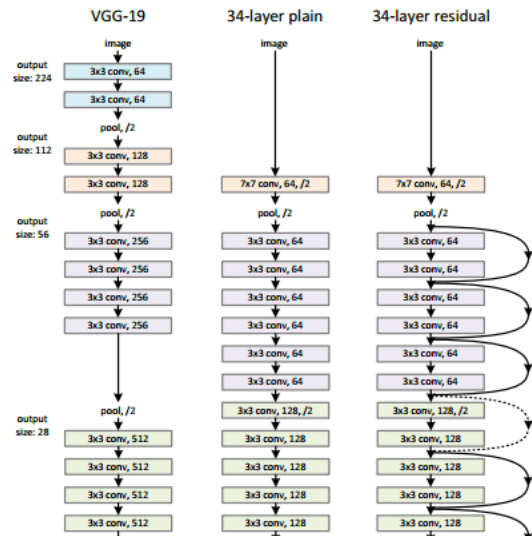 VGG-19
34-layer plain
34-layer residual
image
image
image
output
size: 224
3x3 conv, 64
3x3 conv, 64
pool, /2
output
size: 112
3x3 conv, 128
3x3 conv, 128
7x7 conv, 64, /2
7x7 conv, 64, /2
pool, /2
pool, /2
pool, /2
output
size: 56
3x3 conv, 256
3x3 conv, 64
3x3 conv, 64
3x3 conv, 256
3x3 conv, 64
3x3 conv, 64
3x3 conv, 256
3x3 conv, 64
3x3 conv, 64
3x3 conv, 256
3x3 conv, 64
3x3 conv, 64
3x3 conv, 64
3x3 conv, 64
3x3 conv, 64
3x3 conv, 64
output
size: 28
pool, /2
3x3 conv, 128, /2
3x3 conv, 128, /2
3x3 conv, 512
3x3 conv, 128
3x3 conv, 128
3x3 conv, 512
3x3 conv, 128
3x3 conv, 128
3x3 conv, 512
3x3 conv, 128
3x3 conv, 128
3x3 conv, 512
3x3 conv, 128
3x3 conv, 128